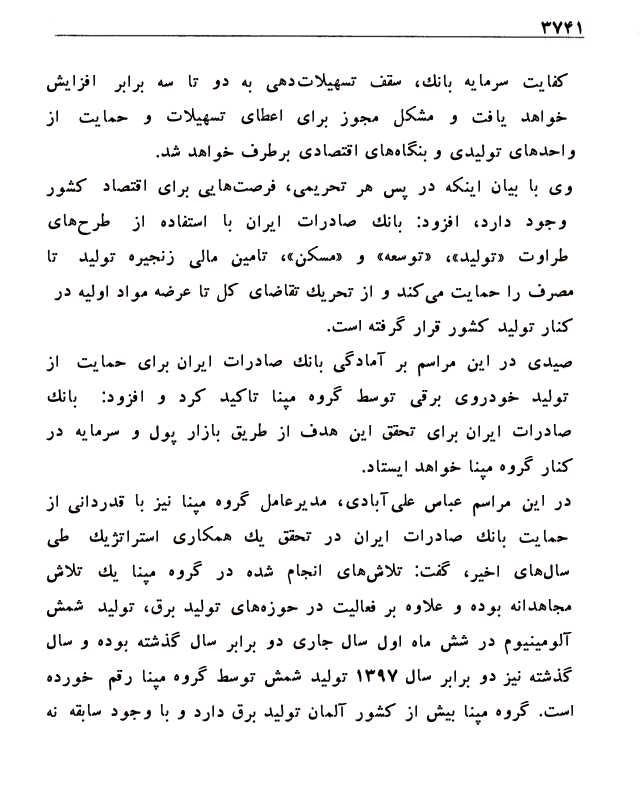 ۳۷۴۱
کفایت سرمایه بانك، سقف تسهیلات‌دهی به دو تا سه برابر افزایش
خواهد یافت و مشکل مجوز برای اعطای تسهیلات و حمایت از
واحدهای تولیدی و بنگاه‌های اقتصادی برطرف خواهد شد.
وی با بیان اینکه در پس هر تحریمی، فرصت‌هایی برای اقتصاد کشور
وجود دارد، افزود: بانك صادرات ایران با استفاده از طرح‌های
طراوت «تولید»، «توسعه» و «مسکن»، تامین مالی زنجیره تولید تا
مصرف را حمایت می‌کند و از تحریك تقاضای کل تا عرضه مواد اولیه در
کنار تولید کشور قرار گرفته است.
صیدی در این مراسم بر آمادگی بانك صادرات ایران برای حمایت از
تولید خودروی برقی توسط گروه مپنا تاکید کرد و افزود: بانك
صادرات ایران برای تحقق این هدف از طریق بازار پول و سرمایه در
کنار گروه مپنا خواهد ایستاد.
در این مراسم عباس علی‌آبادی، مدیرعامل گروه مپنا نیز با قدردانی از
حمایت بانك صادرات ایران در تحقق یك همکاری استراتژیك طی
سال‌های اخیر، گفت: تلاش‌های انجام شده در گروه مپنا یك تلاش
مجاهدانه بوده و علاوه بر فعالیت در حوزه‌های تولید برق، تولید شمش
آلومینیوم در شش ماه اول سال جاری دو برابر سال گذشته بوده و سال
گذشته نیز دو برابر سال ۱۳۹۷ تولید شمش توسط گروه مپنا رقم خورده
است. گروه مپنا بیش از کشور آلمان تولید برق دارد و با وجود سابقه نه